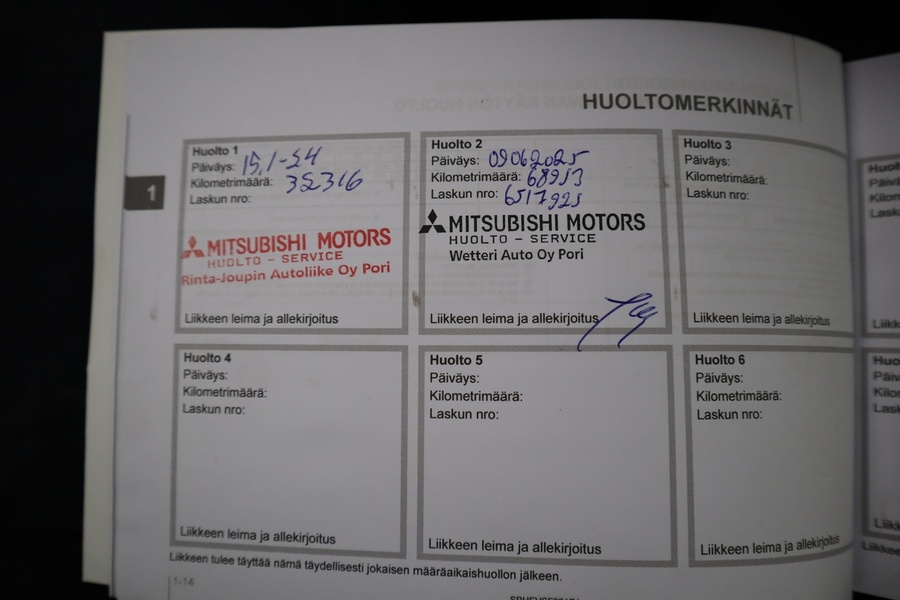 HUOLTOMERKINNÄT
1
Huolto 1
Päiväys: 15.1-24
Kilometrimäärä: 35316
Laskun nro:
MITSUBISHI MOTORS
HUOLTO - SERVICE
Rinta-Joupin Autoliike Oy Pori
Liikkeen leima ja allekirjoitus
Huolto 2
Päiväys: 09062025
Kilometrimäärä: 68953
Laskun nro: 6517925
MITSUBISHI MOTORS
HUOLTO - SERVICE
Wetteri Auto Oy Pori
Liikkeen leima ja allekirjoitus
Huolto 3
Päiväys:
Kilometrimäärä:
Laskun nro:
Liikkeen leima ja allekirjoitus
Huolto 4
Päiväys:
Kilometrimäärä:
Laskun nro:
Liikkeen leima ja allekirjoitus
Huolto 5
Päiväys:
Kilometrimäärä:
Laskun nro:
Liikkeen leima ja allekirjoitus
Huolto 6
Päiväys:
Kilometrimäärä:
Laskun nro:
Liikkeen leima ja allekirjoitus
Liikkeen tulee täyttää nämä täydellisesti jokaisen määräaikaishuollon jälkeen.
1-14